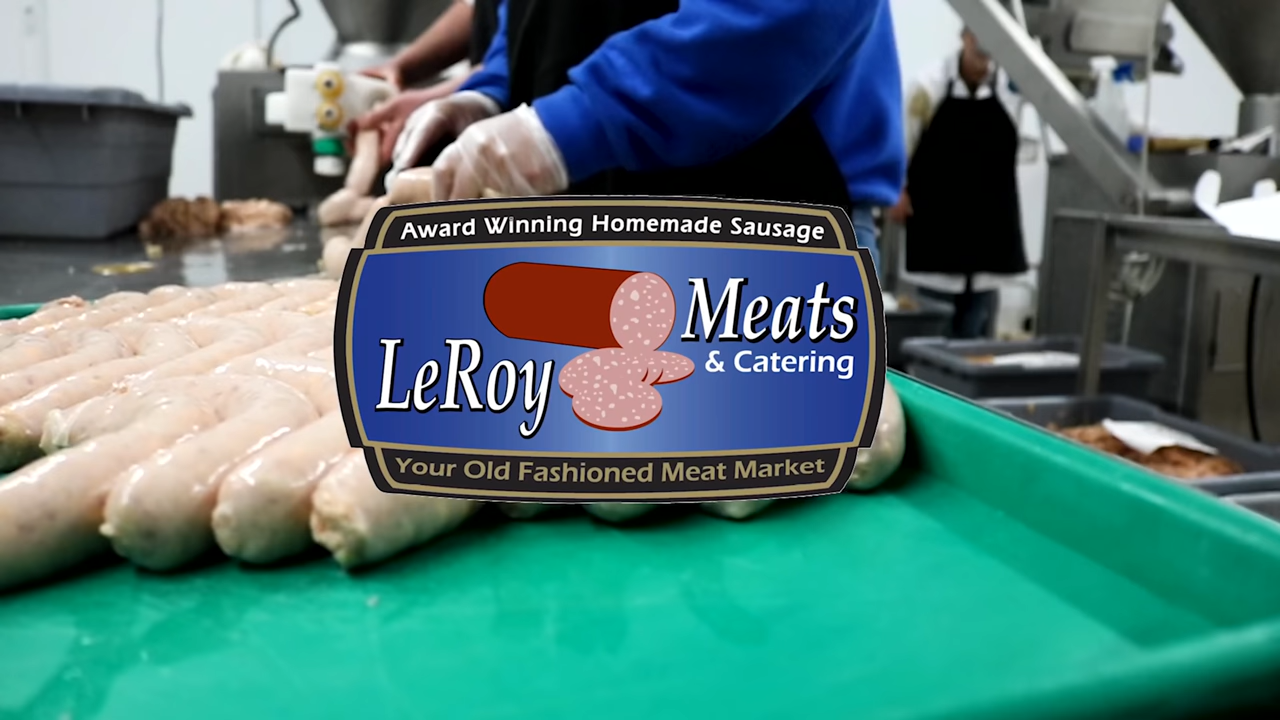 Award Winning Homemade Sausage
LeRoy Meats
& Catering
Your Old Fashioned Meat Market